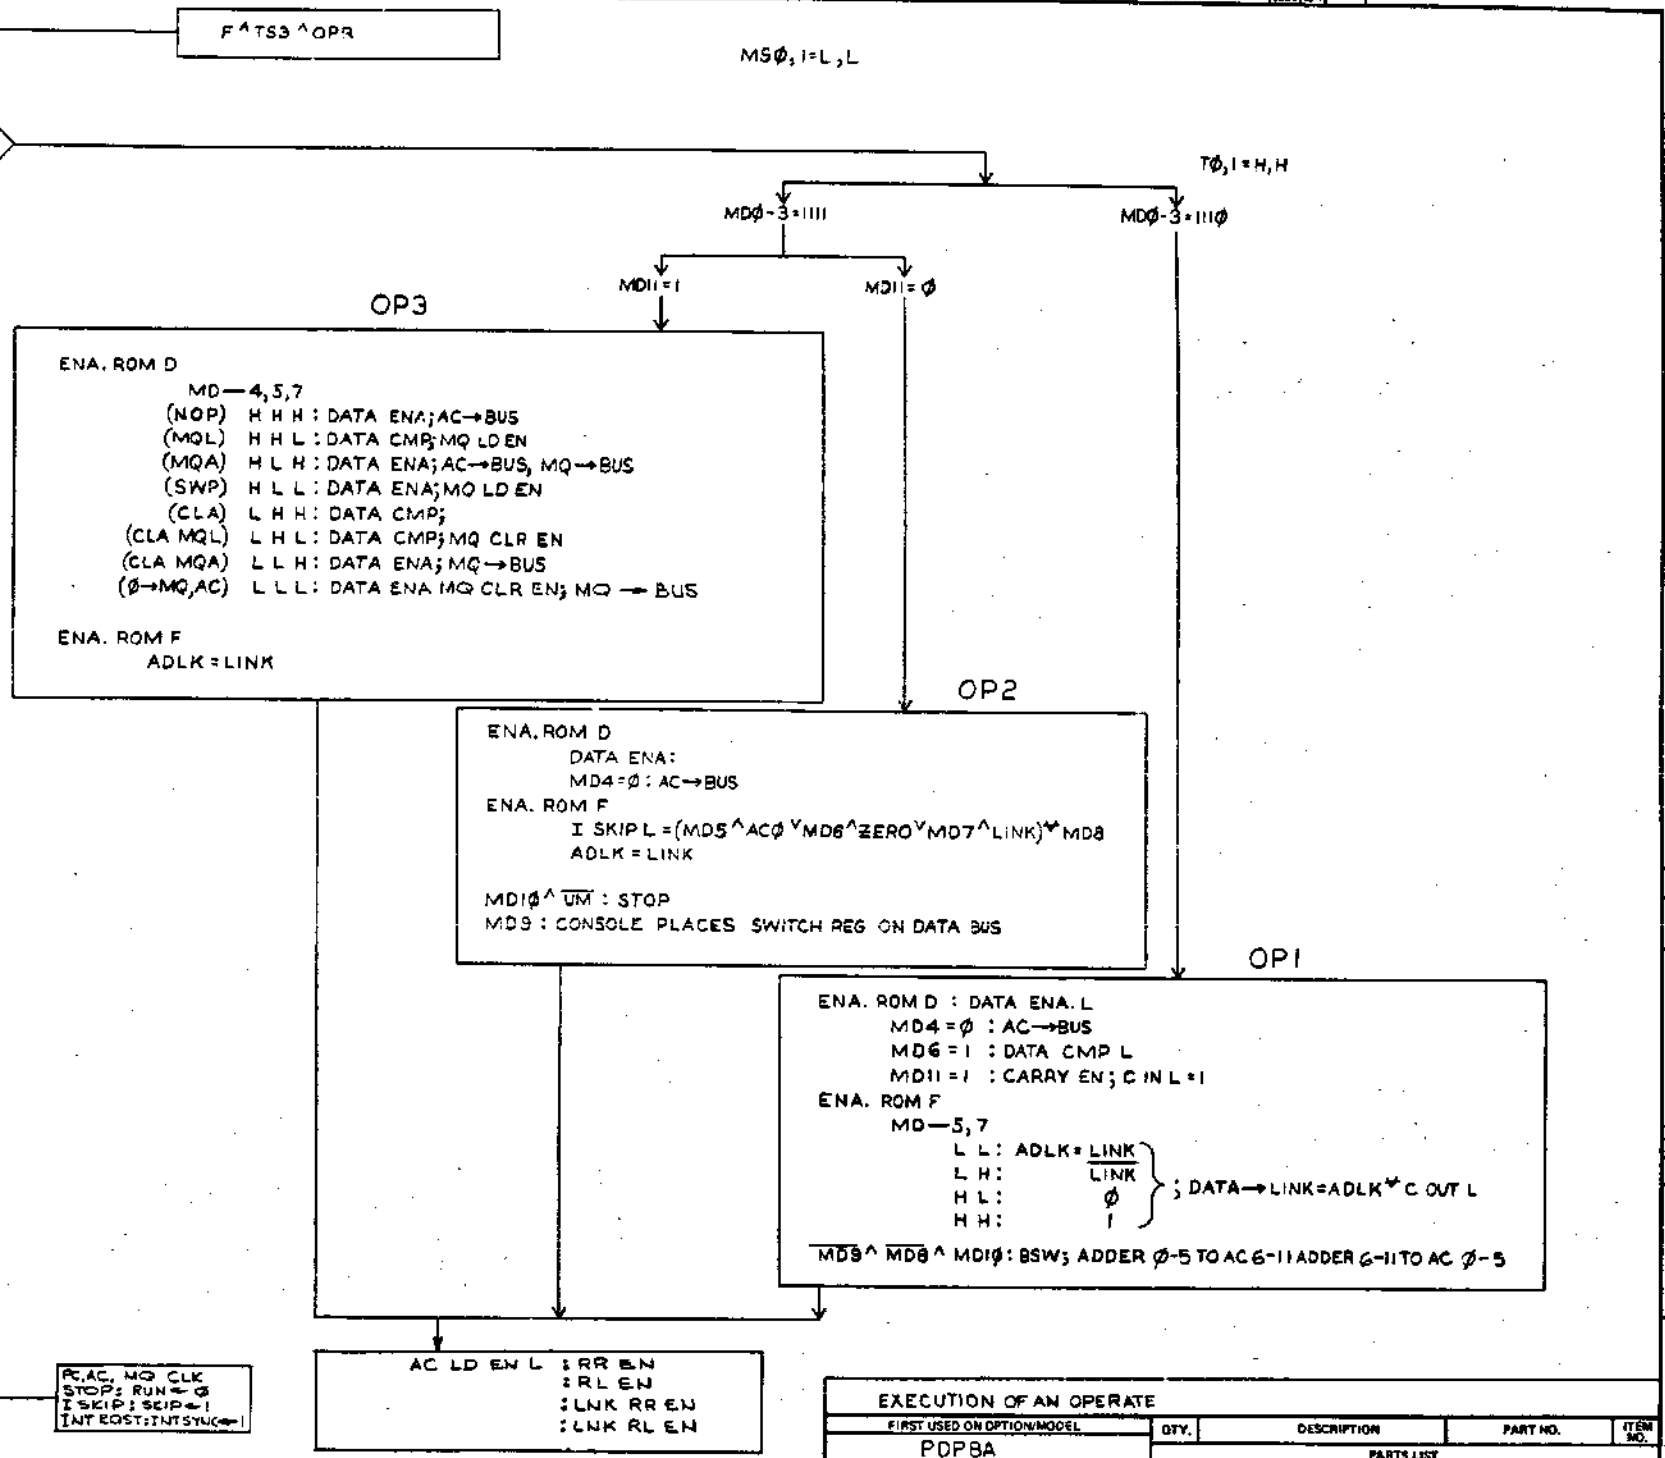 F^TS3^OPR
MSØ,1=L,L
TØ,1=H,H
MDØ-3=1111
MDØ-3=111Ø
MD11=1
MD11=Ø
OP3
ENA. ROM D
MD—4,5,7
(NOP) H H H: DATA ENA; AC→BUS
(MQL) H H L: DATA CMP; MQ LD EN
(MQA) H L H: DATA ENA; AC→BUS, MQ→BUS
(SWP) H L L: DATA ENA; MQ LD EN
(CLA) L H H: DATA CMP;
(CLA MQL) L H L: DATA CMP; MQ CLR EN
(CLA MQA) L L H: DATA ENA; MQ→BUS
(Ø→MQ,AC) L L L: DATA ENA MQ CLR EN; MQ → BUS
ENA. ROM F
ADLK = LINK
OP2
ENA. ROM D
DATA ENA:
MD4=Ø: AC→BUS
ENA. ROM F
I SKIP L =(MD5^ACØ v MD6^ZERO v MD7^LINK)⊻ MD8
ADLK = LINK
MD1Ø^ U̅M̅ : STOP
MD9: CONSOLE PLACES SWITCH REG ON DATA BUS
OP1
ENA. ROM D : DATA ENA. L
MD4=Ø : AC→BUS
MD6=1 : DATA CMP L
MD11=1 : CARRY EN; C IN L=1
ENA. ROM F
MD—5,7
L L: ADLK= LINK
L H: L̅I̅N̅K̅
H L: Ø
; DATA→LINK=ADLK⊻C OUT L
H H: 1
M̅D̅9̅^ M̅D̅8̅^ MD1Ø: BSW; ADDER Ø-5 TO AC 6-11 ADDER 6-11 TO AC Ø-5
AC LD EN L : RR EN
: RL EN
: LNK RR EN
: LNK RL EN
PC,AC, MQ CLK
STOP: RUN←Ø
I SKIP: SKIP←1
INT EQST: INTSYNC←1
EXECUTION OF AN OPERATE
FIRST USED ON OPTION/MODEL
QTY.
DESCRIPTION
PART NO.
ITEM NO.
PDP8A
PARTS LIST